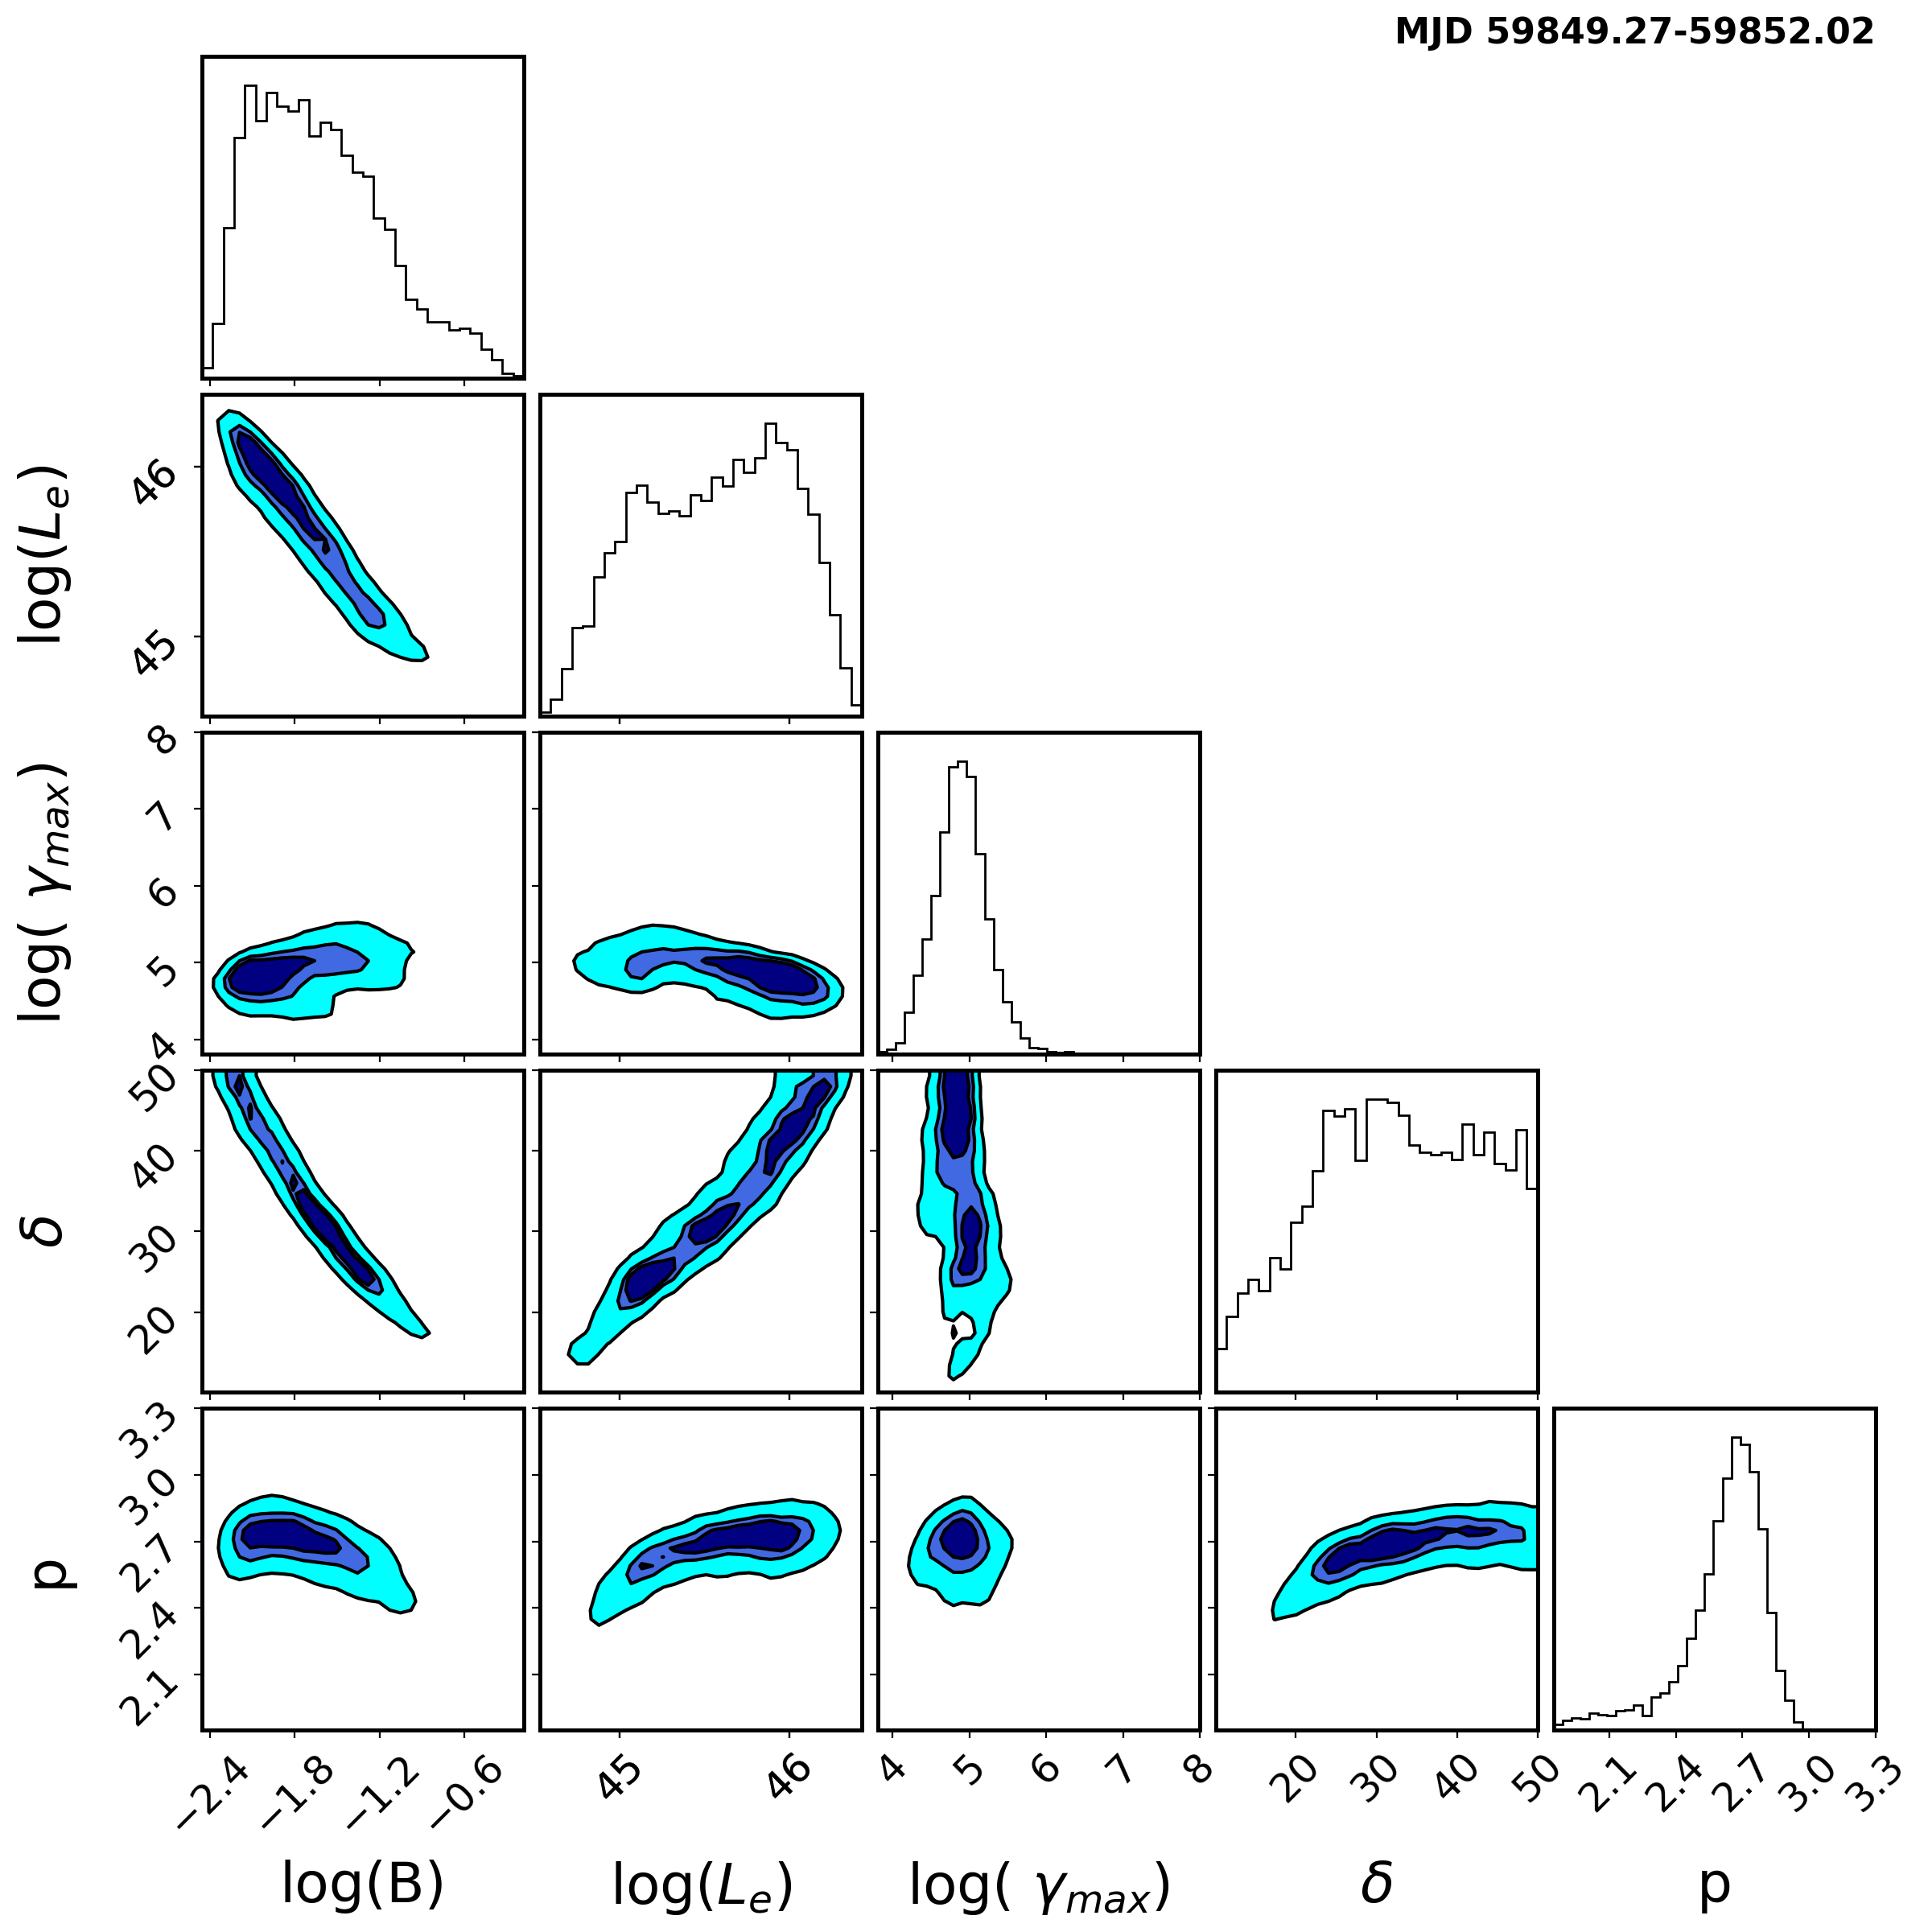 MJD 59849.27-59852.02
log(Lₑ)
46
45
log( γₘₐₓ)
8
7
6
5
4
δ
50
40
30
20
p
3.3
3.0
2.7
2.4
2.1
−2.4 −1.8 −1.2 −0.6 45 46 4 5 6 7 8 20 30 40 50 2.1 2.4 2.7 3.0 3.3
log(B) log(Lₑ) log( γₘₐₓ) δ p